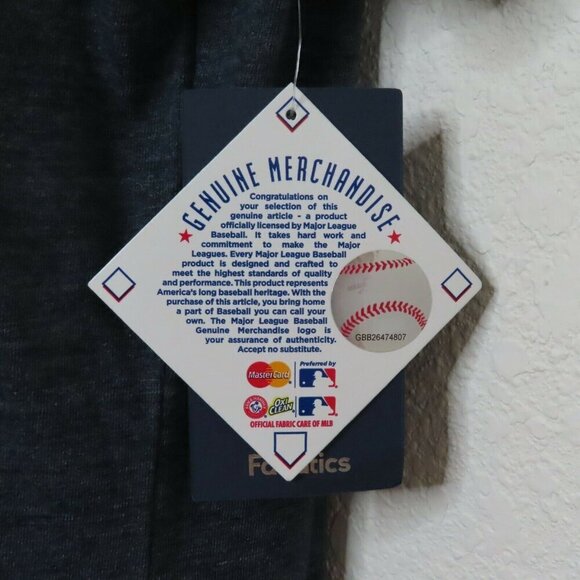 GENUINE MERCHANDISE
Congratulations on
your selection of this
genuine article - a product
officially licensed by Major League
Baseball. It takes hard work and
commitment to make the Major
Leagues. Every Major League Baseball
product is designed and crafted to
meet the highest standards of quality
and performance. This product represents
America's long baseball heritage. With the
purchase of this article, you bring home
a part of Baseball you can call your
own. The Major League Baseball
Genuine Merchandise logo is
your assurance of authenticity.
Accept no substitute.
GBB26474807
MasterCard
Preferred by
ARM & HAMMER
OXI
CLEAN
OFFICIAL FABRIC CARE OF MLB
Fanatics